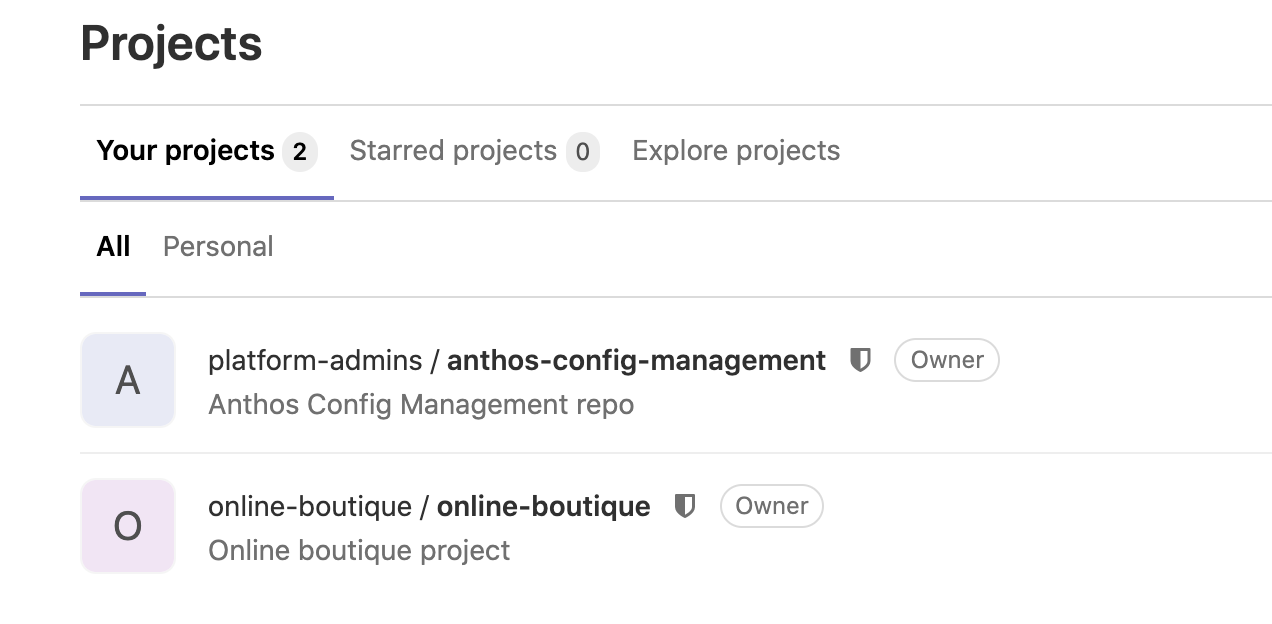 Projects
Your projects 2 Starred projects 0 Explore projects
All Personal
A
platform-admins / anthos-config-management Owner
Anthos Config Management repo
O
online-boutique / online-boutique Owner
Online boutique project